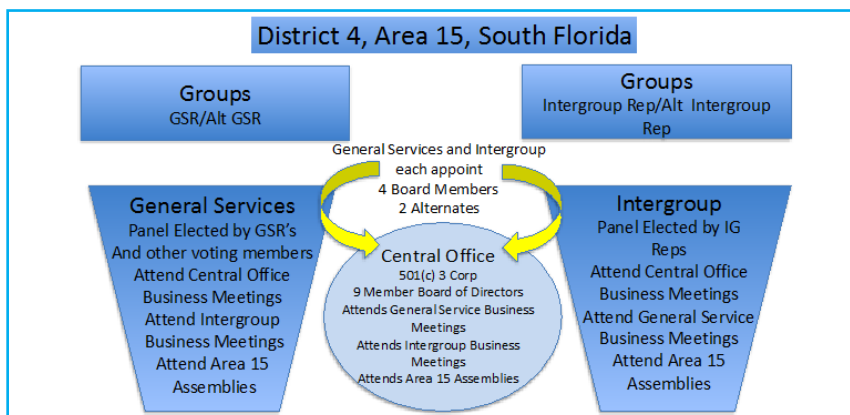 District 4, Area 15, South Florida
Groups
GSR/Alt GSR
Groups
Intergroup Rep/Alt Intergroup
Rep
General Services and Intergroup
each appoint
4 Board Members
2 Alternates
General Services
Panel Elected by GSR's
And other voting members
Attend Central Office
Business Meetings
Attend Intergroup
Business Meetings
Attend Area 15
Assemblies
Central Office
501(c) 3 Corp
9 Member Board of Directors
Attends General Service Business
Meetings
Attends Intergroup Business
Meetings
Attends Area 15 Assemblies
Intergroup
Panel Elected by IG
Reps
Attend Central Office
Business Meetings
Attend General Service
Business Meetings
Attend Area 15
Assemblies